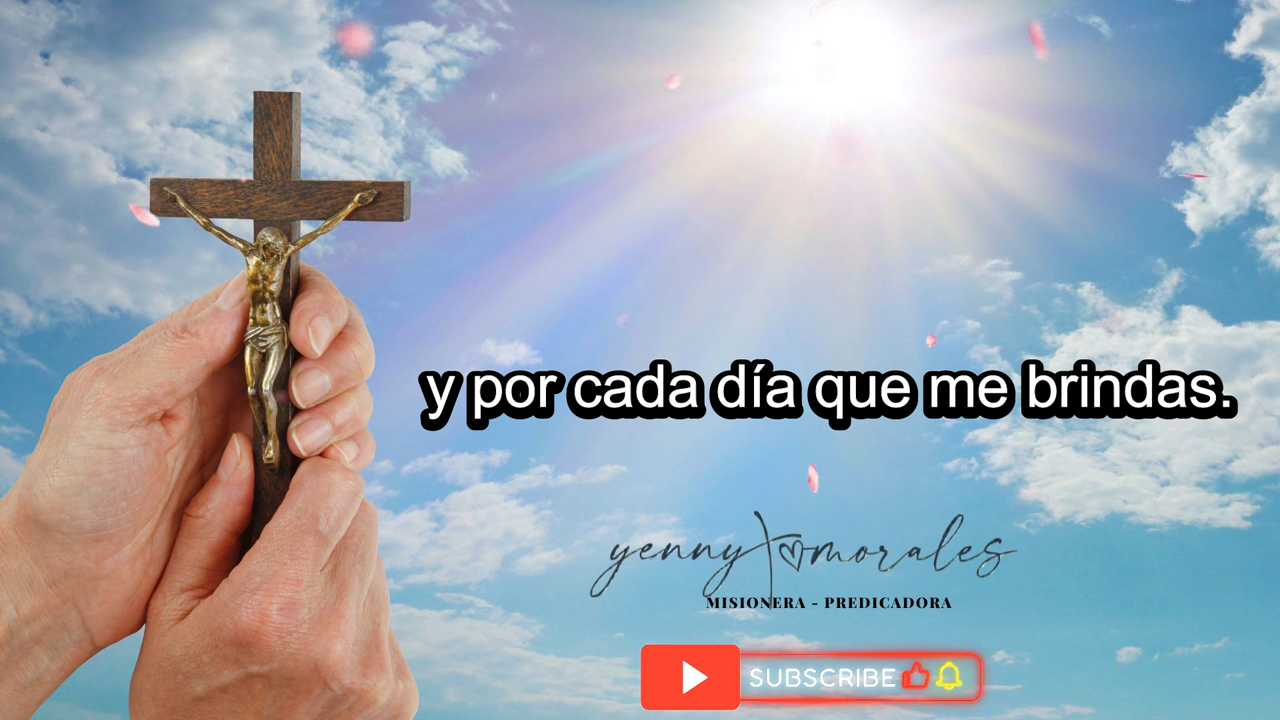 y por cada día que me brindas.
yenny morales
MISIONERA - PREDICADORA
SUBSCRIBE